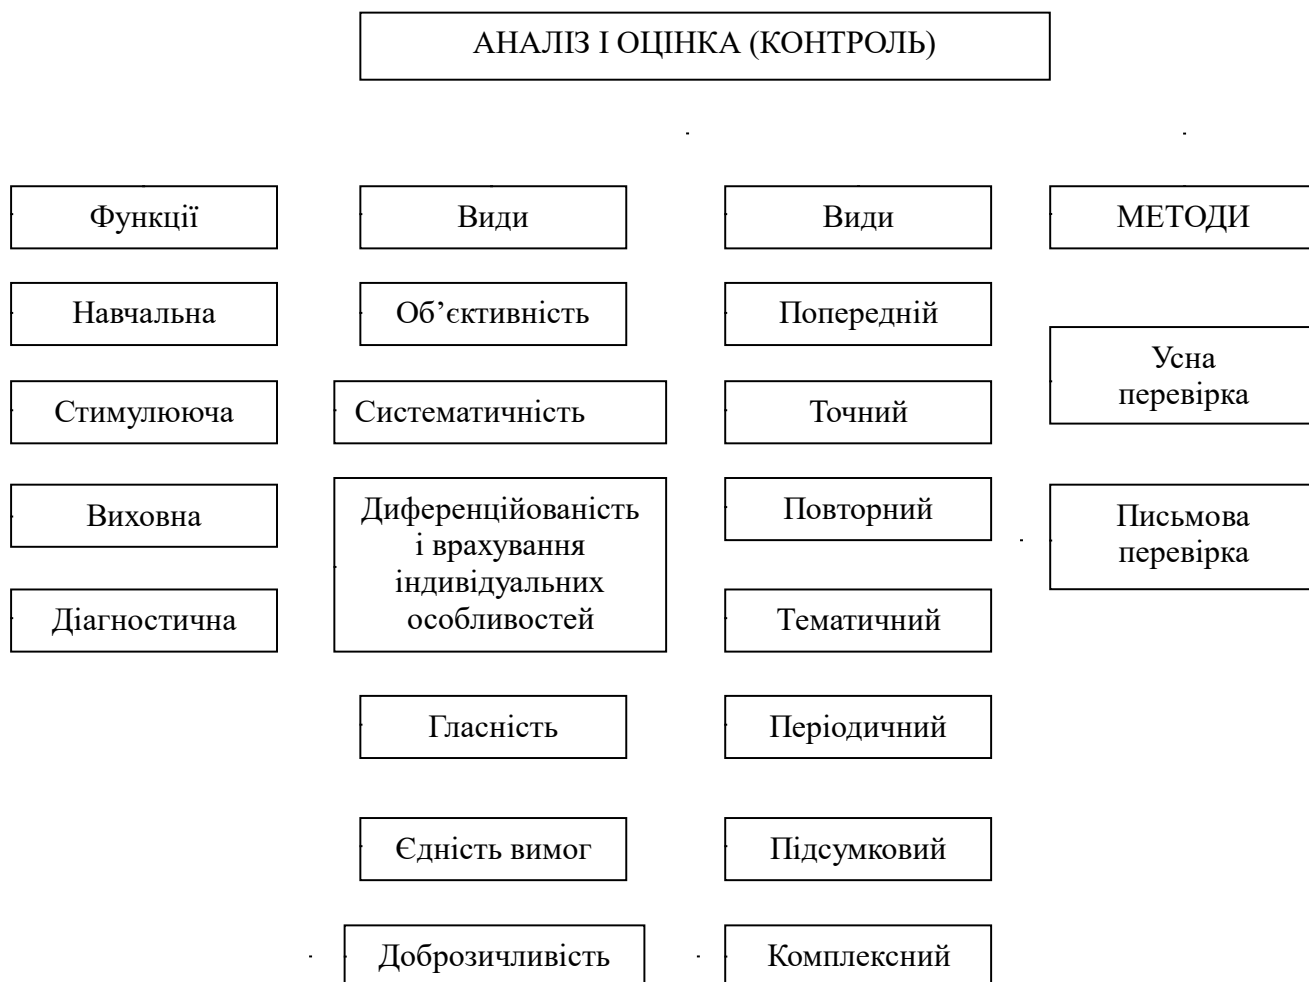 АНАЛІЗ І ОЦІНКА (КОНТРОЛЬ)
Функції
Види
Види
МЕТОДИ
Навчальна
Об’єктивність
Попередній
Усна
перевірка
Стимулююча
Систематичність
Точний
Виховна
Диференційованість
і врахування
індивідуальних
особливостей
Повторний
Письмова
перевірка
Діагностична
Тематичний
Гласність
Періодичний
Єдність вимог
Підсумковий
Доброзичливість
Комплексний